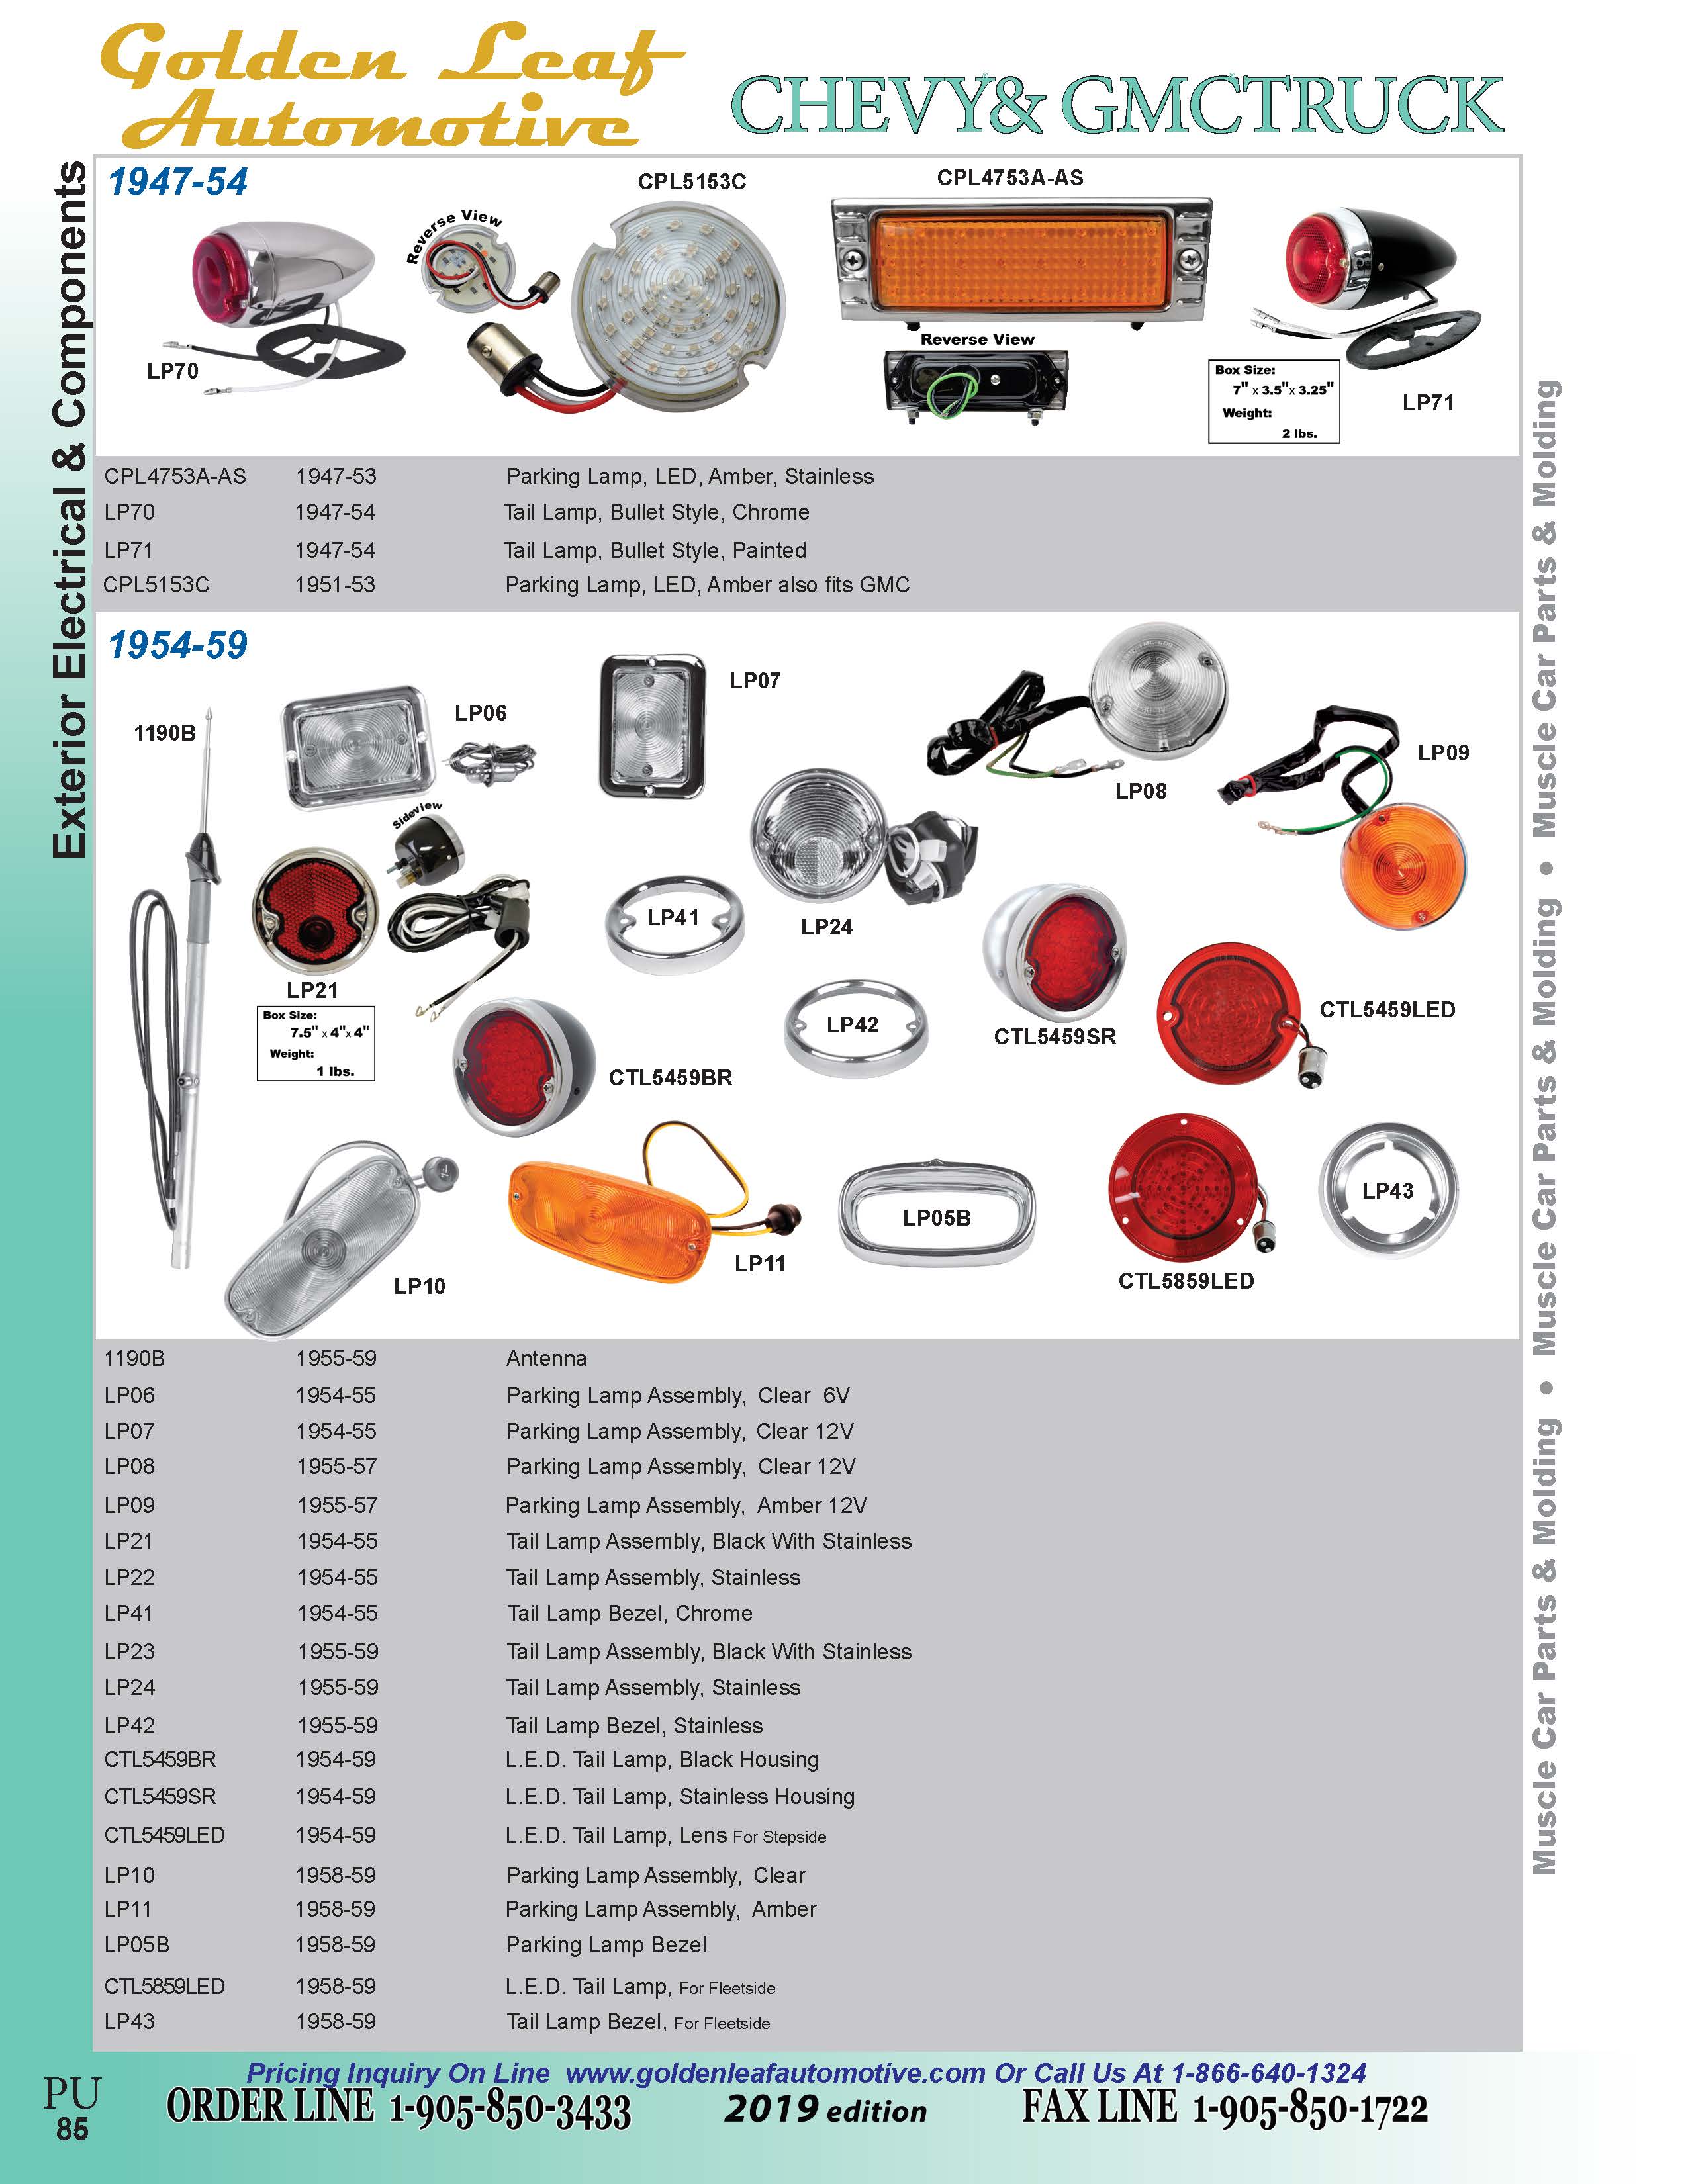 Golden Leaf
Automotive
CHEVY& GMCTRUCK
Exterior Electrical & Components
1947-54
CPL5153C
CPL4753A-AS
Reverse View
LP70
Reverse View
Box Size:
7" x 3.5"x 3.25"
Weight:
2 lbs.
LP71
CPL4753A-AS 1947-53 Parking Lamp, LED, Amber, Stainless
LP70 1947-54 Tail Lamp, Bullet Style, Chrome
LP71 1947-54 Tail Lamp, Bullet Style, Painted
CPL5153C 1951-53 Parking Lamp, LED, Amber also fits GMC
1954-59
1190B
LP06
LP07
LP08
LP09
Sideview
LP21
Box Size:
7.5" x 4"x 4"
Weight:
1 lbs.
LP41
LP24
LP42
CTL5459SR
CTL5459LED
CTL5459BR
LP10
LP11
LP05B
CTL5859LED
LP43
1190B 1955-59 Antenna
LP06 1954-55 Parking Lamp Assembly, Clear 6V
LP07 1954-55 Parking Lamp Assembly, Clear 12V
LP08 1955-57 Parking Lamp Assembly, Clear 12V
LP09 1955-57 Parking Lamp Assembly, Amber 12V
LP21 1954-55 Tail Lamp Assembly, Black With Stainless
LP22 1954-55 Tail Lamp Assembly, Stainless
LP41 1954-55 Tail Lamp Bezel, Chrome
LP23 1955-59 Tail Lamp Assembly, Black With Stainless
LP24 1955-59 Tail Lamp Assembly, Stainless
LP42 1955-59 Tail Lamp Bezel, Stainless
CTL5459BR 1954-59 L.E.D. Tail Lamp, Black Housing
CTL5459SR 1954-59 L.E.D. Tail Lamp, Stainless Housing
CTL5459LED 1954-59 L.E.D. Tail Lamp, Lens For Stepside
LP10 1958-59 Parking Lamp Assembly, Clear
LP11 1958-59 Parking Lamp Assembly, Amber
LP05B 1958-59 Parking Lamp Bezel
CTL5859LED 1958-59 L.E.D. Tail Lamp, For Fleetside
LP43 1958-59 Tail Lamp Bezel, For Fleetside
Muscle Car Parts & Molding • Muscle Car Parts & Molding • Muscle Car Parts & Molding
Pricing Inquiry On Line www.goldenleafautomotive.com Or Call Us At 1-866-640-1324
PU
85
ORDER LINE 1-905-850-3433 2019 edition FAX LINE 1-905-850-1722